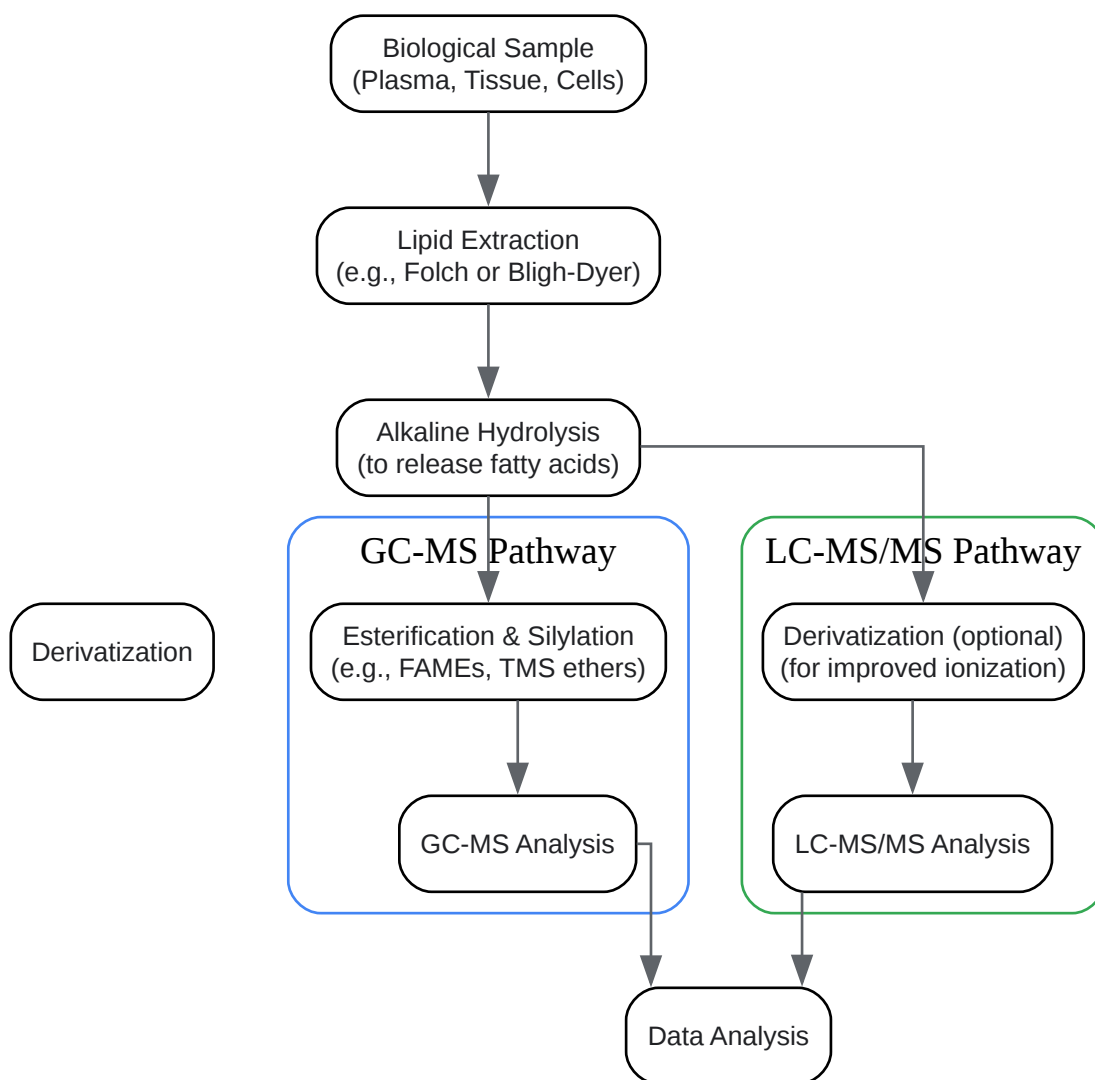 Biological Sample
(Plasma, Tissue, Cells)
Lipid Extraction
(e.g., Folch or Bligh-Dyer)
Alkaline Hydrolysis
(to release fatty acids)
GC-MS Pathway
LC-MS/MS Pathway
Derivatization
Esterification & Silylation
(e.g., FAMEs, TMS ethers)
Derivatization (optional)
(for improved ionization)
GC-MS Analysis
LC-MS/MS Analysis
Data Analysis